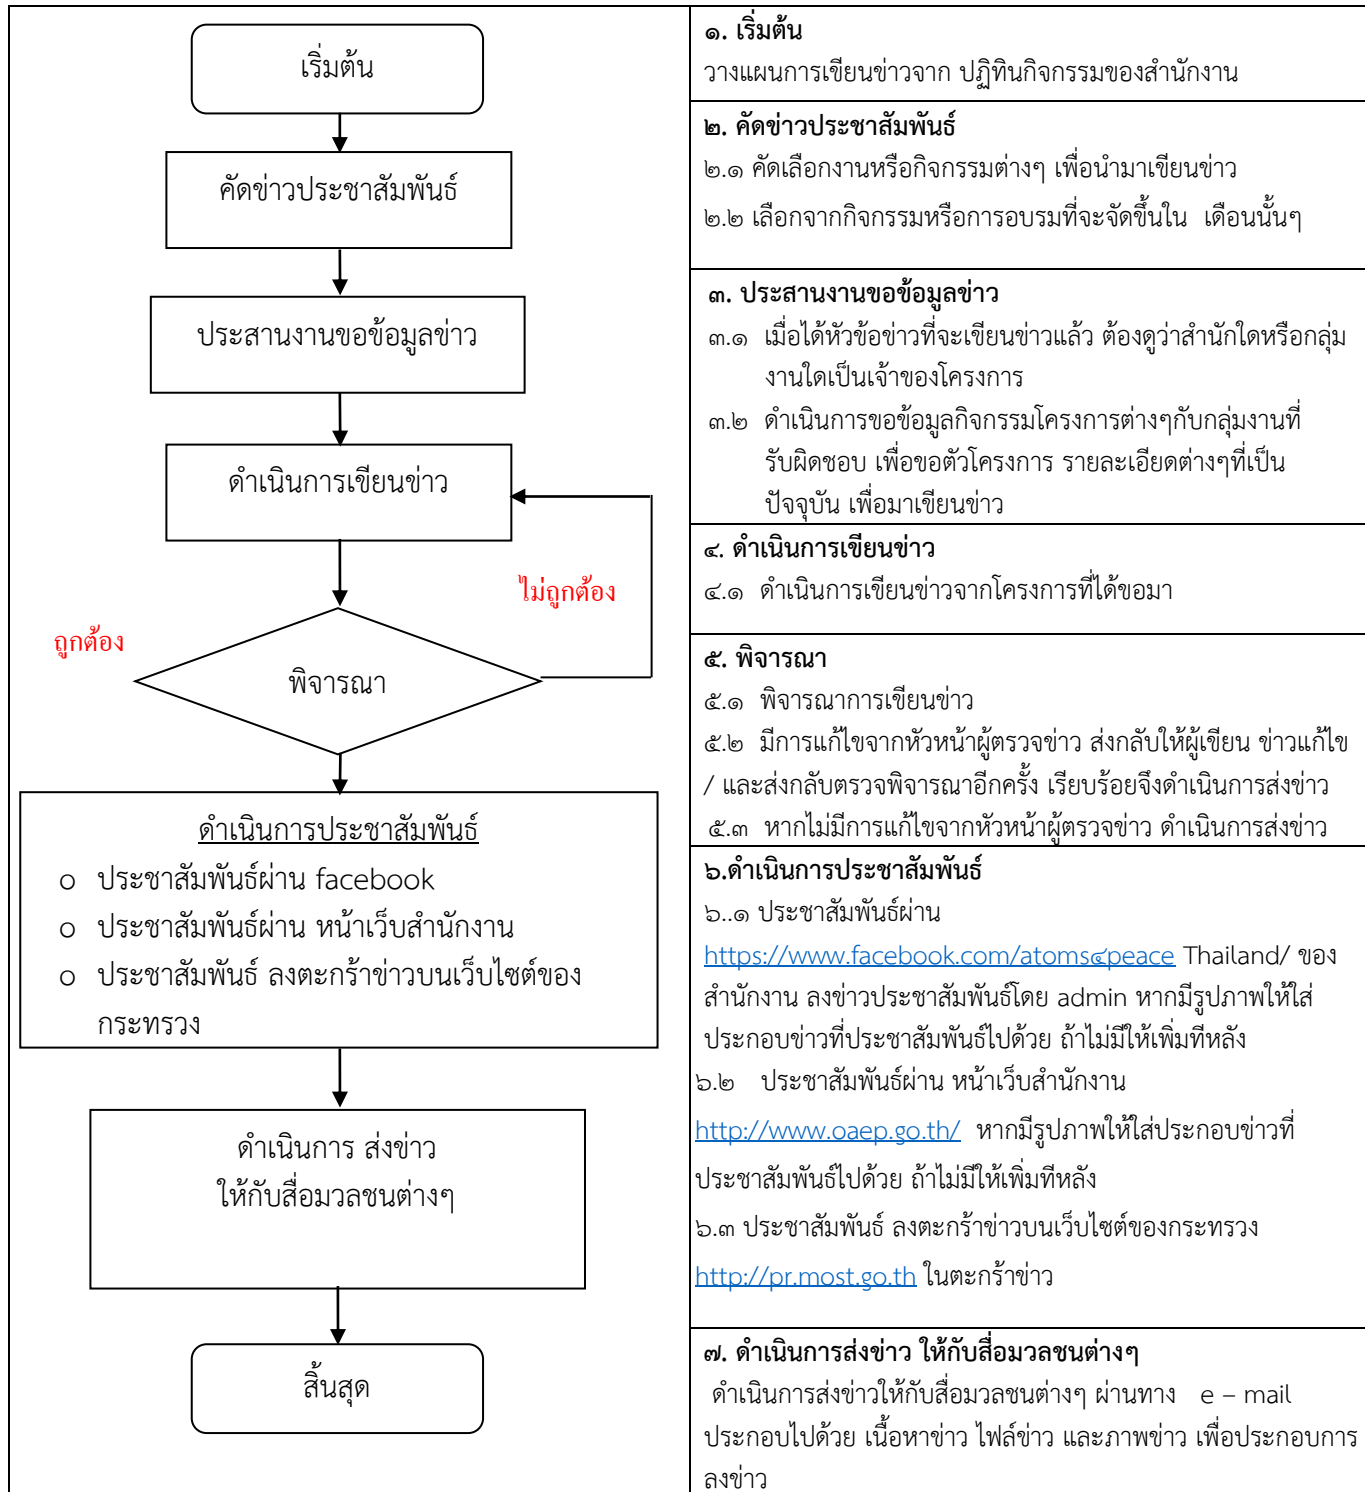 เริ่มต้น
คัดข่าวประชาสัมพันธ์
ประสานงานขอข้อมูลข่าว
ดำเนินการเขียนข่าว
ไม่ถูกต้อง
ถูกต้อง
พิจารณา
ดำเนินการประชาสัมพันธ์
o ประชาสัมพันธ์ผ่าน facebook
o ประชาสัมพันธ์ผ่าน หน้าเว็บสำนักงาน
o ประชาสัมพันธ์ ลงตะกร้าข่าวบนเว็บไซต์ของ
กระทรวง
ดำเนินการ ส่งข่าว
ให้กับสื่อมวลชนต่างๆ
สิ้นสุด
๑. เริ่มต้น
วางแผนการเขียนข่าวจาก ปฏิทินกิจกรรมของสำนักงาน
๒. คัดข่าวประชาสัมพันธ์
๒.๑ คัดเลือกงานหรือกิจกรรมต่างๆ เพื่อนำมาเขียนข่าว
๒.๒ เลือกจากกิจกรรมหรือการอบรมที่จะจัดขึ้นใน เดือนนั้นๆ
๓. ประสานงานขอข้อมูลข่าว
๓.๑ เมื่อได้หัวข้อข่าวที่จะเขียนข่าวแล้ว ต้องดูว่าสำนักใดหรือกลุ่ม
งานใดเป็นเจ้าของโครงการ
๓.๒ ดำเนินการขอข้อมูลกิจกรรมโครงการต่างๆกับกลุ่มงานที่
รับผิดชอบ เพื่อขอตัวโครงการ รายละเอียดต่างๆที่เป็น
ปัจจุบัน เพื่อมาเขียนข่าว
๔. ดำเนินการเขียนข่าว
๔.๑ ดำเนินการเขียนข่าวจากโครงการที่ได้ขอมา
๕. พิจารณา
๕.๑ พิจารณาการเขียนข่าว
๕.๒ มีการแก้ไขจากหัวหน้าผู้ตรวจข่าว ส่งกลับให้ผู้เขียน ข่าวแก้ไข
/ และส่งกลับตรวจพิจารณาอีกครั้ง เรียบร้อยจึงดำเนินการส่งข่าว
๕.๓ หากไม่มีการแก้ไขจากหัวหน้าผู้ตรวจข่าว ดำเนินการส่งข่าว
๖.ดำเนินการประชาสัมพันธ์
๖..๑ ประชาสัมพันธ์ผ่าน
https://www.facebook.com/atoms๔peace Thailand/ ของ
สำนักงาน ลงข่าวประชาสัมพันธ์โดย admin หากมีรูปภาพให้ใส่
ประกอบข่าวที่ประชาสัมพันธ์ไปด้วย ถ้าไม่มีให้เพิ่มทีหลัง
๖.๒ ประชาสัมพันธ์ผ่าน หน้าเว็บสำนักงาน
http://www.oaep.go.th/ หากมีรูปภาพให้ใส่ประกอบข่าวที่
ประชาสัมพันธ์ไปด้วย ถ้าไม่มีให้เพิ่มทีหลัง
๖.๓ ประชาสัมพันธ์ ลงตะกร้าข่าวบนเว็บไซต์ของกระทรวง
http://pr.most.go.th ในตะกร้าข่าว
๗. ดำเนินการส่งข่าว ให้กับสื่อมวลชนต่างๆ
ดำเนินการส่งข่าวให้กับสื่อมวลชนต่างๆ ผ่านทาง e – mail
ประกอบไปด้วย เนื้อหาข่าว ไฟล์ข่าว และภาพข่าว เพื่อประกอบการ
ลงข่าว